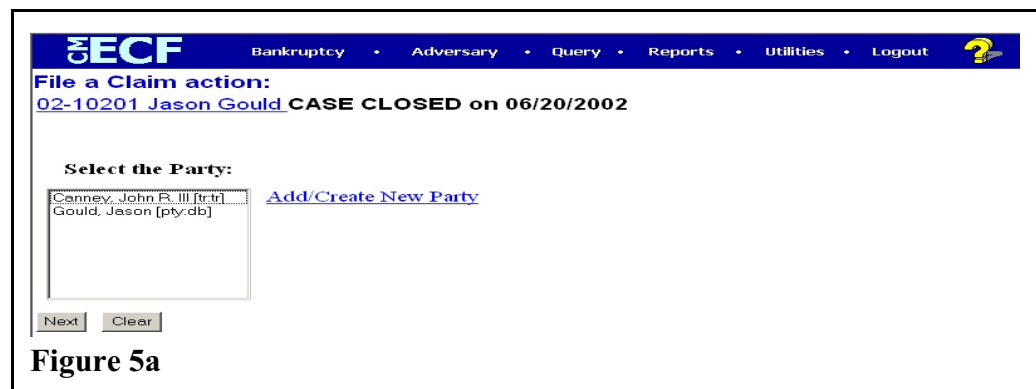 CM ECF Bankruptcy • Adversary • Query • Reports • Utilities • Logout ?
File a Claim action:
02-10201 Jason Gould CASE CLOSED on 06/20/2002
Select the Party:
Canney, John R. III [tr:tr] Add/Create New Party
Gould, Jason [pty:db]
Next Clear
Figure 5a